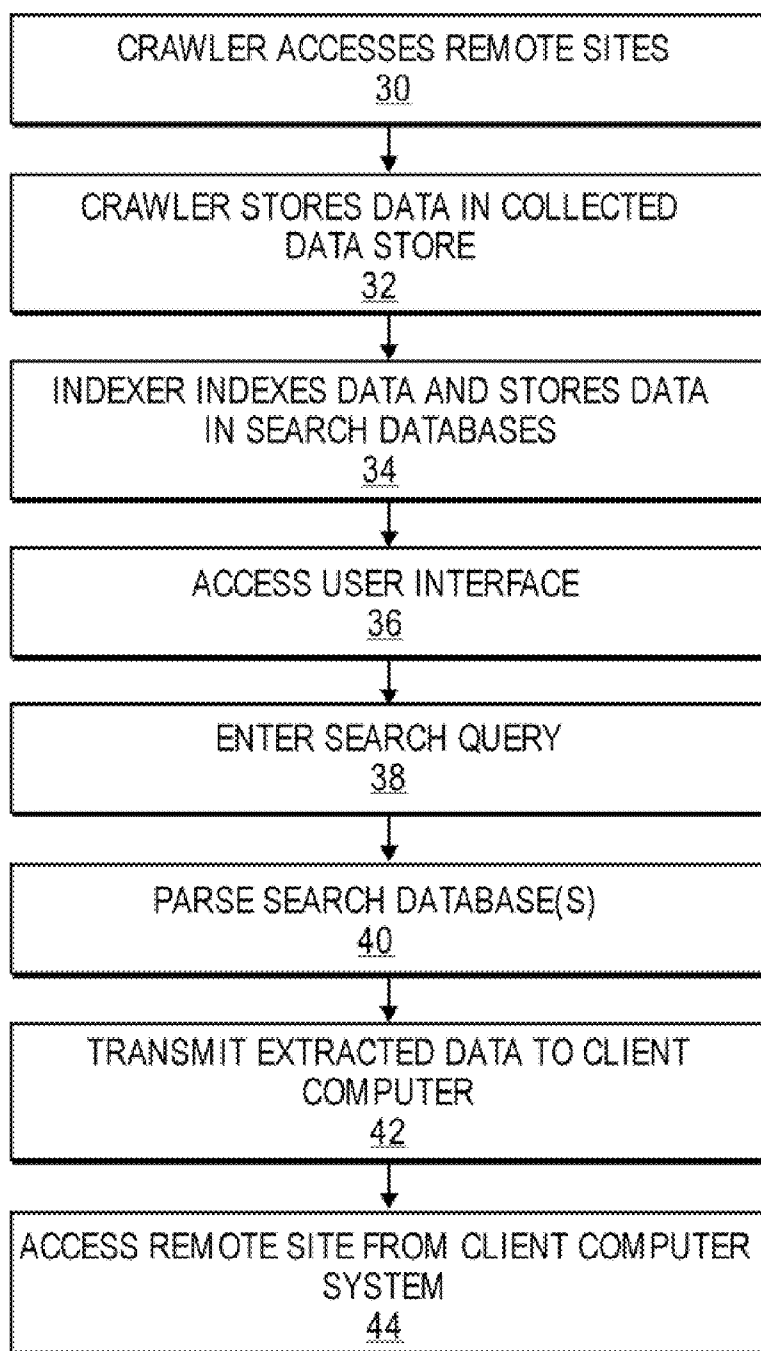 CRAWLER ACCESSES REMOTE SITES
30
CRAWLER STORES DATA IN COLLECTED
DATA STORE
32
INDEXER INDEXES DATA AND STORES DATA
IN SEARCH DATABASES
34
ACCESS USER INTERFACE
36
ENTER SEARCH QUERY
38
PARSE SEARCH DATABASE(S)
40
TRANSMIT EXTRACTED DATA TO CLIENT
COMPUTER
42
ACCESS REMOTE SITE FROM CLIENT COMPUTER
SYSTEM
44